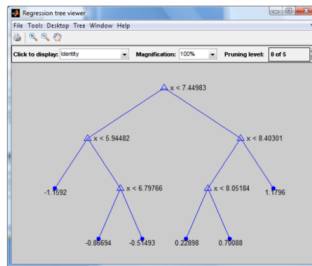 Regression tree viewer
File Tools Desktop Tree Window Help
Click to display: Identity Magnification: 100% Pruning level: 0 of 5
x < 7.44983
x < 5.94482 x < 8.40301
-1.1592 x < 6.79766 x < 8.05184 1.1796
-0.66694 -0.51493 0.22898 0.70088